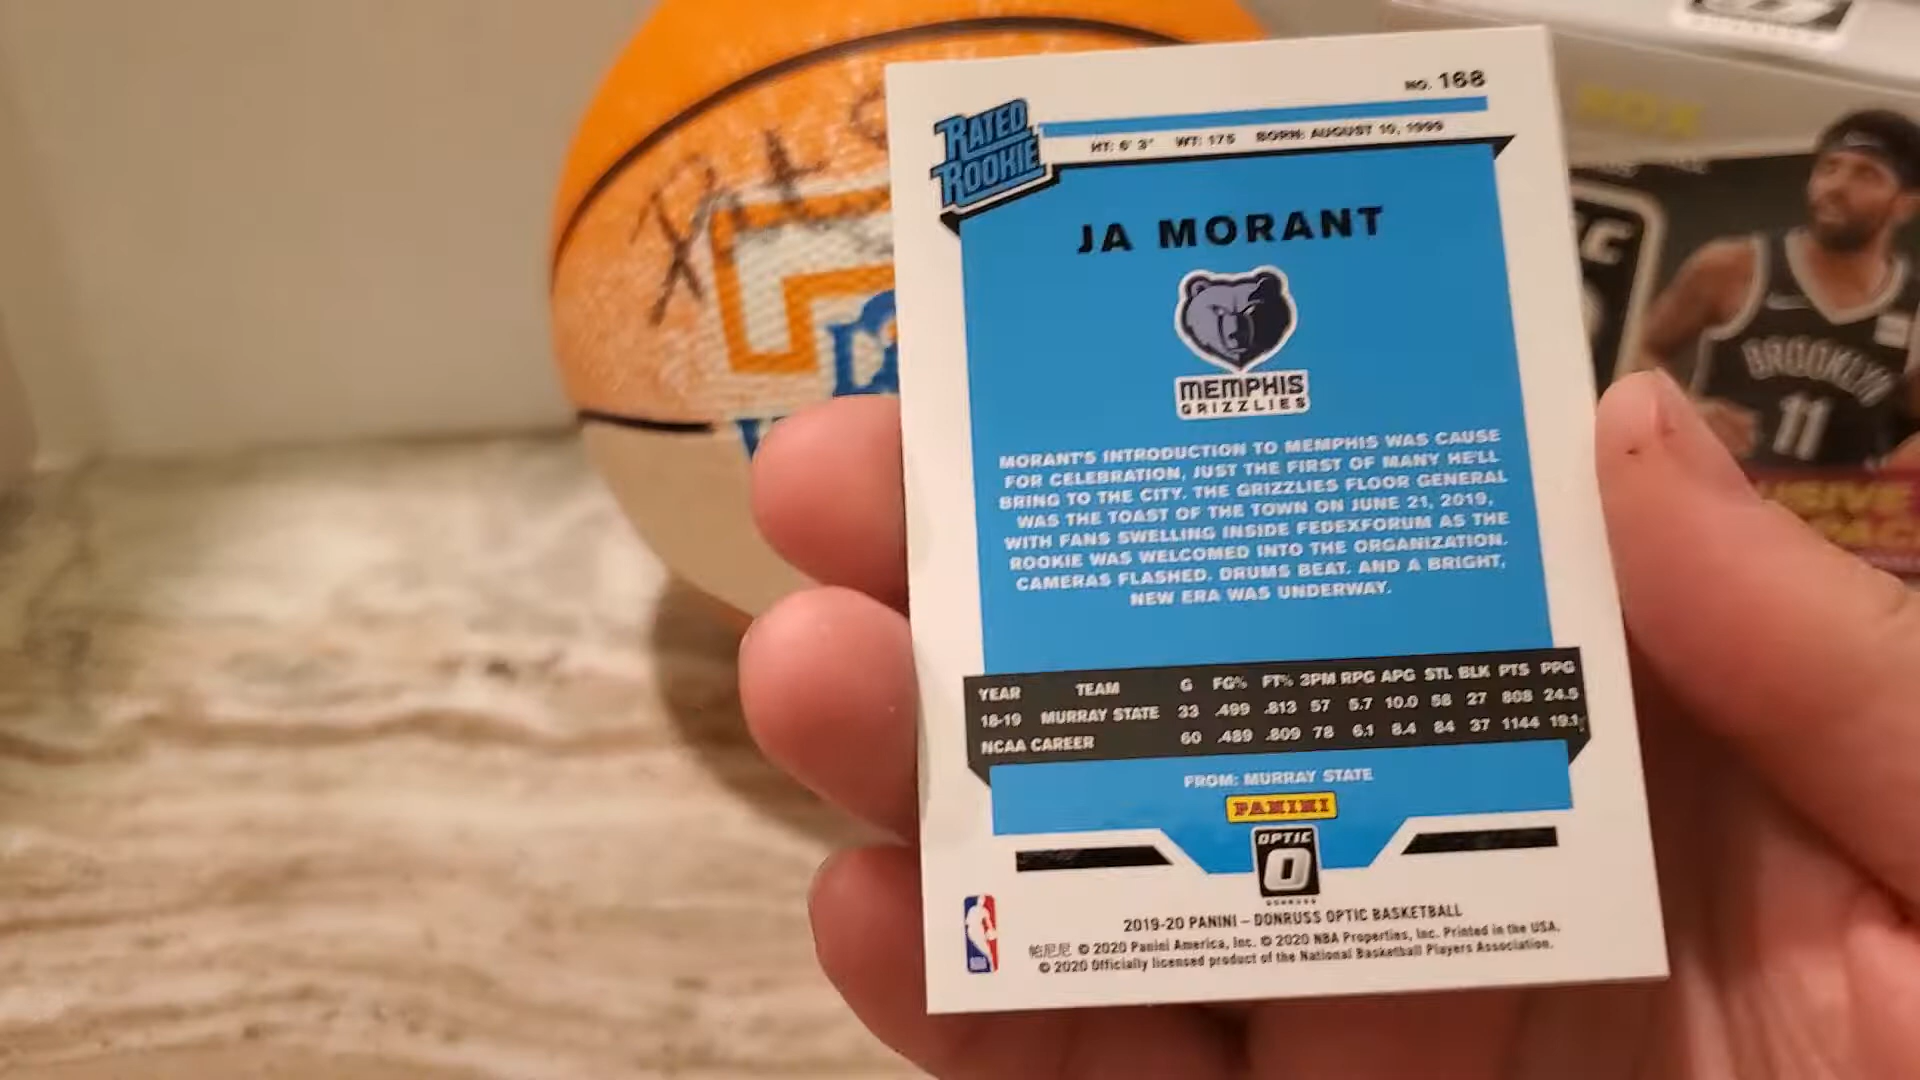 NO. 168
RATED
ROOKIE
HT: 6' 3" WT: 175 BORN: AUGUST 10, 1999
JA MORANT
MEMPHIS
GRIZZLIES
MORANT'S INTRODUCTION TO MEMPHIS WAS CAUSE
FOR CELEBRATION, JUST THE FIRST OF MANY HE'LL
BRING TO THE CITY. THE GRIZZLIES FLOOR GENERAL
WAS THE TOAST OF THE TOWN ON JUNE 21, 2019,
WITH FANS SWELLING INSIDE FEDEXFORUM AS THE
ROOKIE WAS WELCOMED INTO THE ORGANIZATION.
CAMERAS FLASHED. DRUMS BEAT. AND A BRIGHT,
NEW ERA WAS UNDERWAY.
YEAR TEAM G FG% FT% 3PM RPG APG STL BLK PTS PPG
18-19 MURRAY STATE 33 .499 .813 57 5.7 10.0 58 27 808 24.5
NCAA CAREER 60 .489 .809 78 6.1 8.4 84 37 1144 19.1
FROM: MURRAY STATE
PANINI
OPTIC
DONRUSS
2019-20 PANINI – DONRUSS OPTIC BASKETBALL
帕尼尼 © 2020 Panini America, Inc. © 2020 NBA Properties, Inc. Printed in the USA.
© 2020 Officially licensed product of the National Basketball Players Association.
BROOKLYN
11